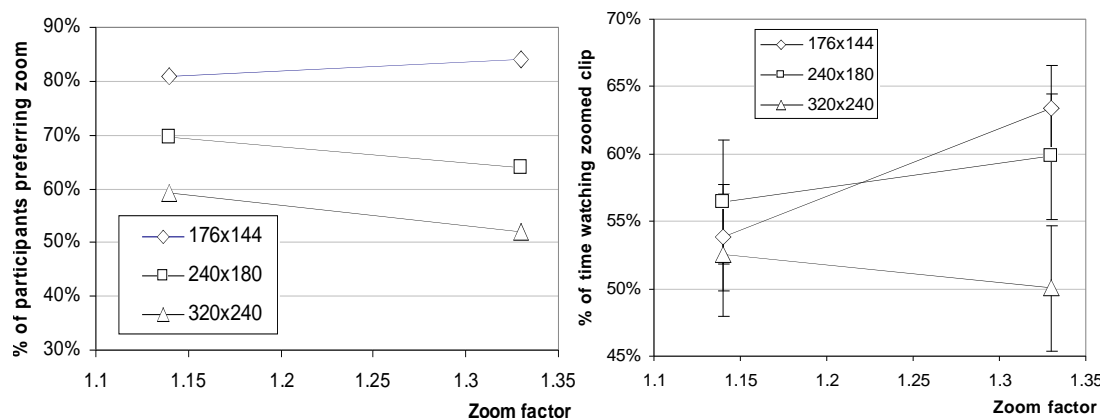 % of participants preferring zoom
90%
80%
70%
60%
50%
40%
30%
176x144
240x180
320x240
1.1
1.15
1.2
1.25
1.3
1.35
Zoom factor
% of time watching zoomed clip
70%
65%
60%
55%
50%
45%
176x144
240x180
320x240
1.1
1.15
1.2
1.25
1.3
1.35
Zoom factor